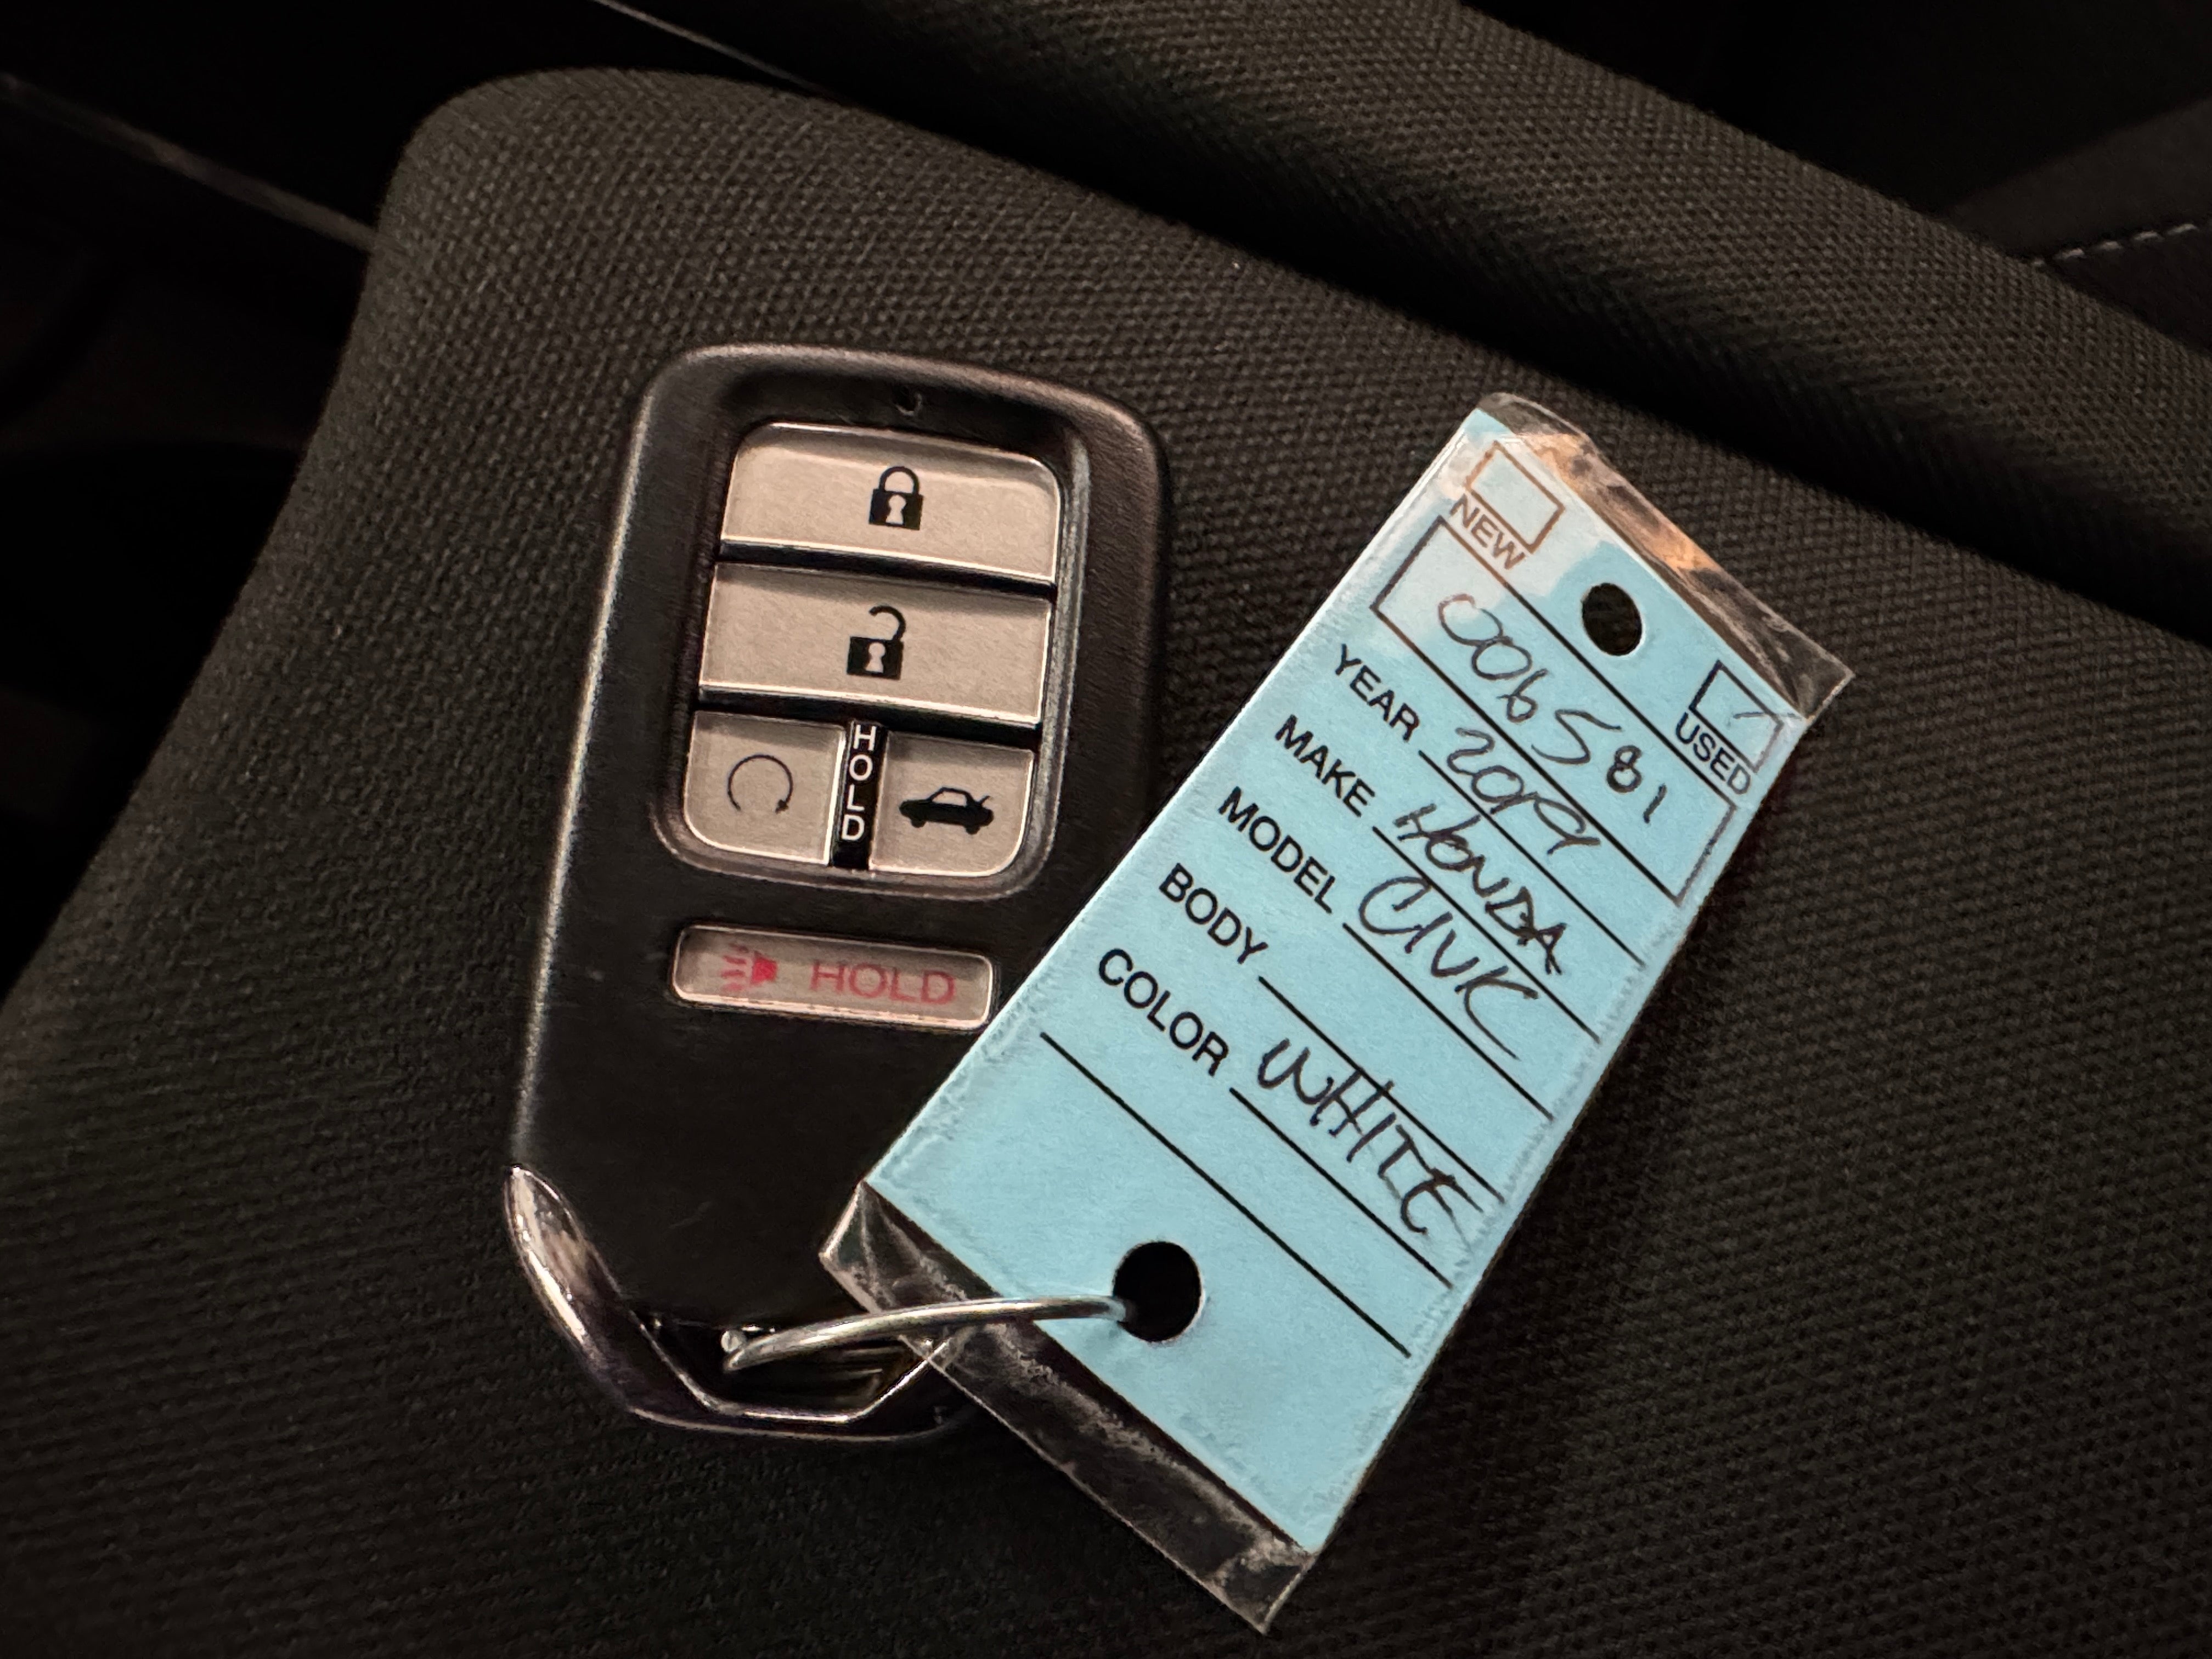 HOLD
HOLD
NEW
USED
006581
YEAR 2019
MAKE HONDA
MODEL CIVIC
BODY
COLOR WHITE